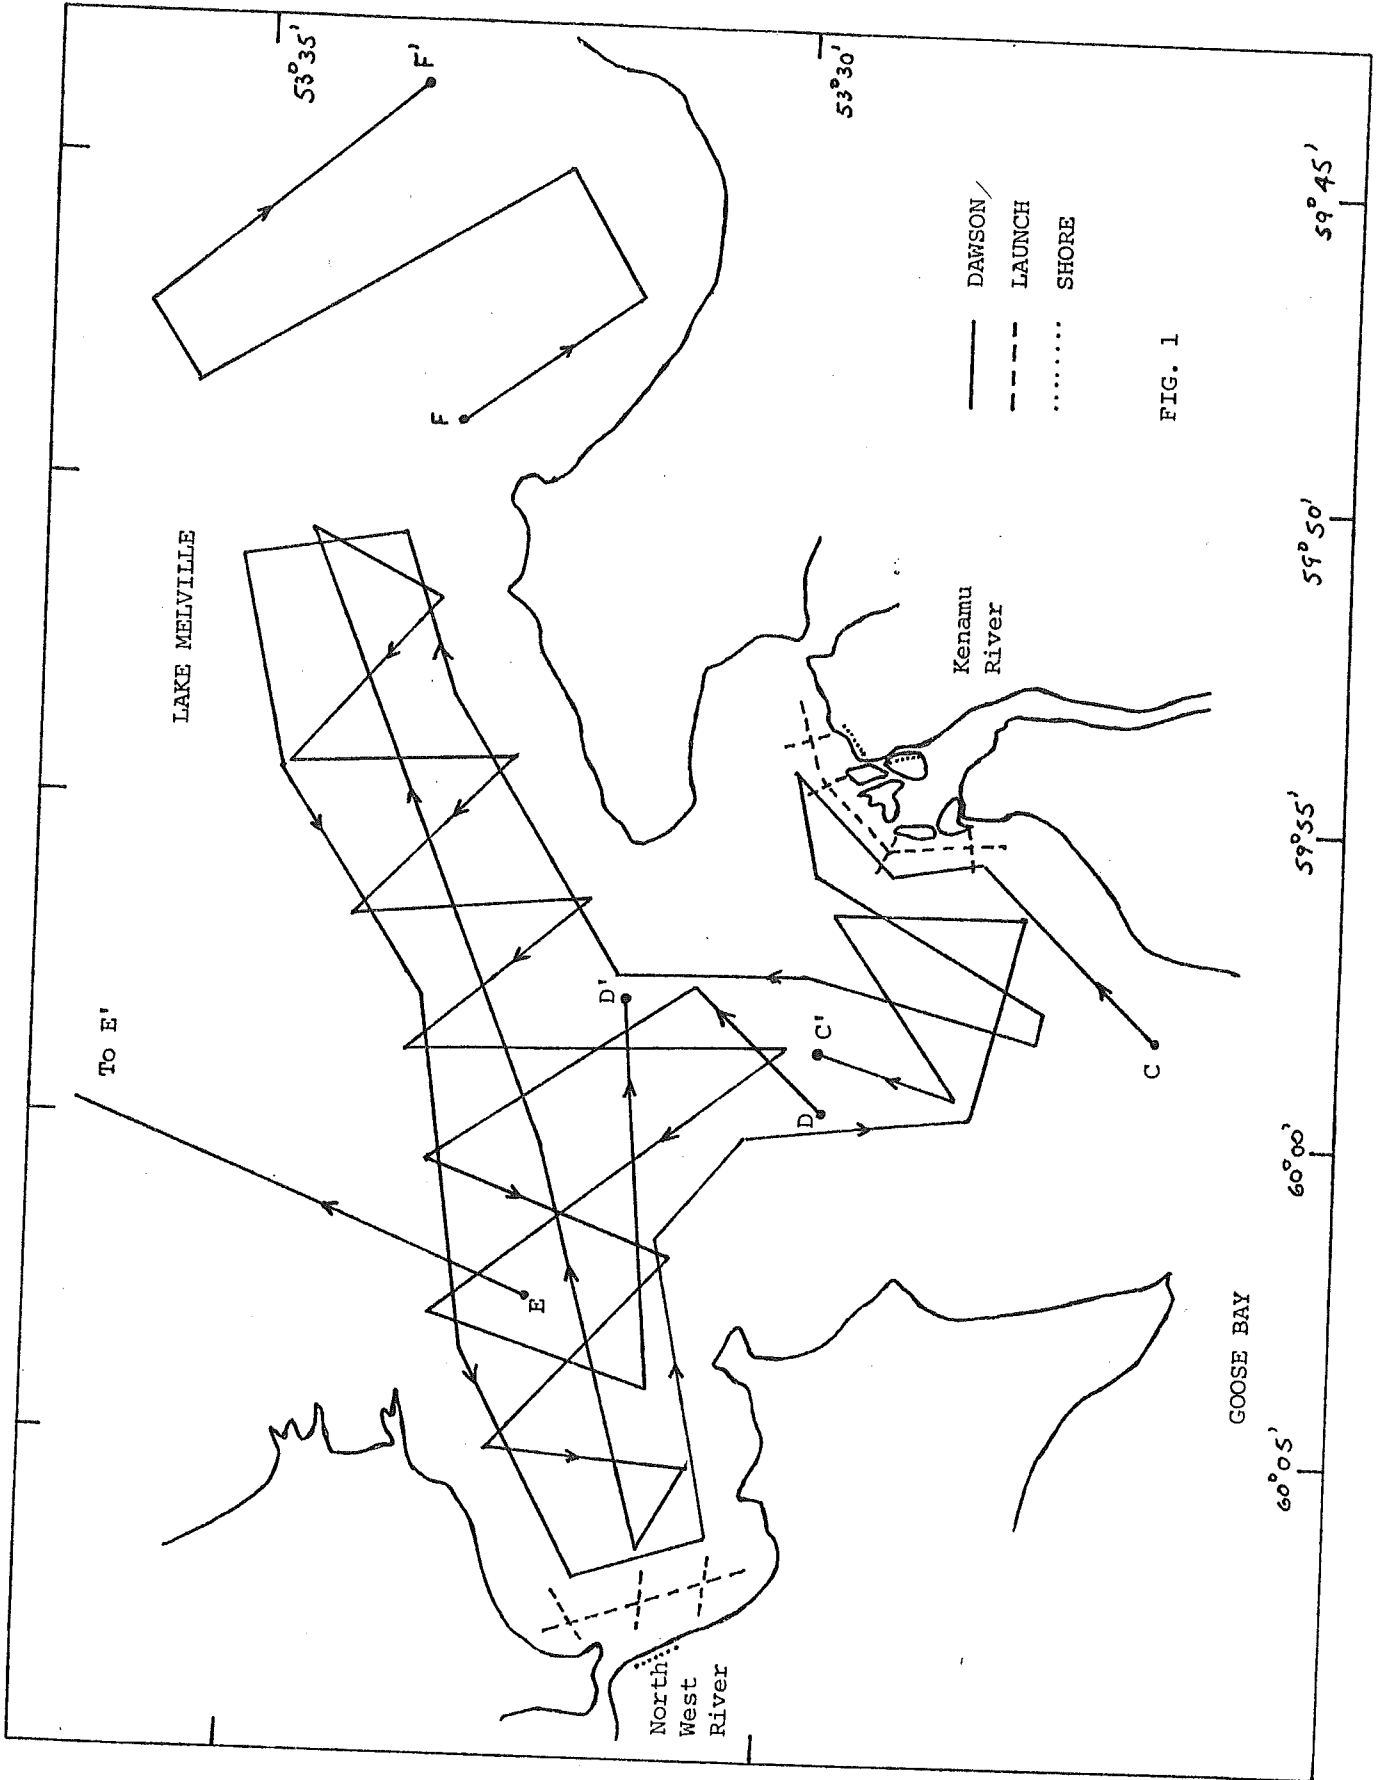 53°35'
F'
53°30'
59°45'
DAWSON
LAUNCH
SHORE
FIG. 1
F
LAKE MELVILLE
59°50'
Kenamu
River
59°55'
To E'
D'
C'
C
D
60°00'
E
GOOSE BAY
60°05'
North
West
River